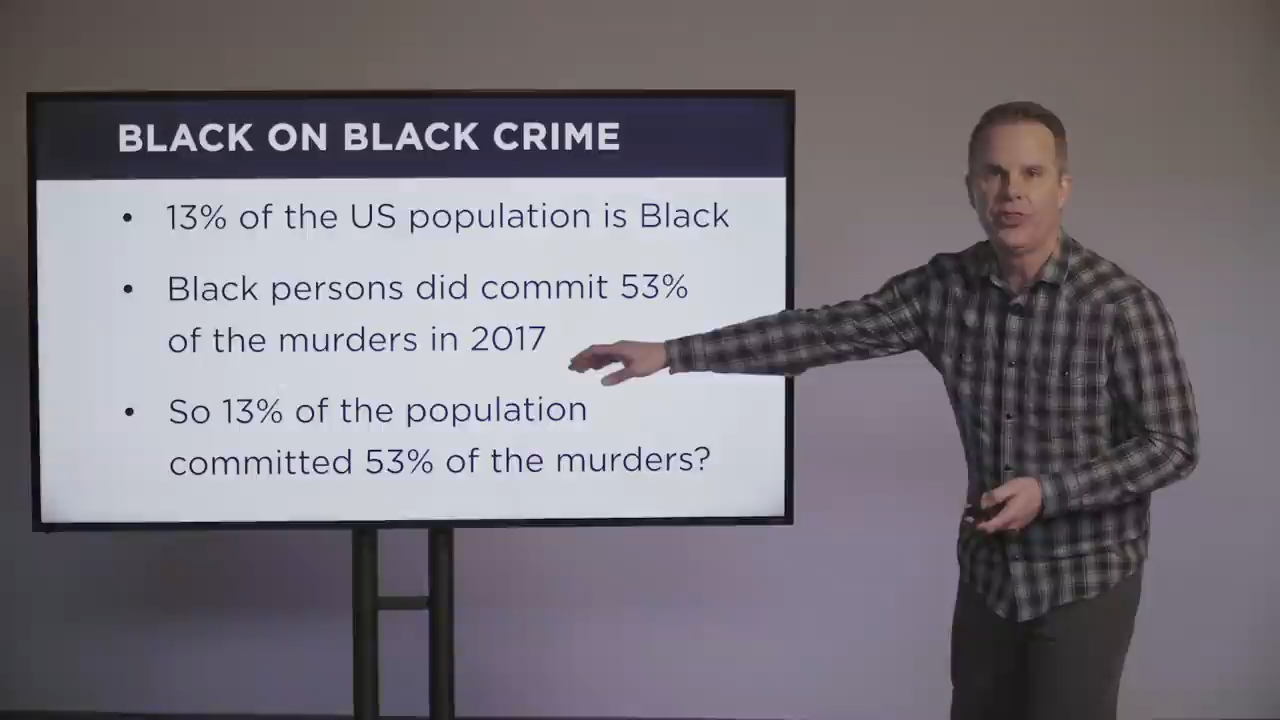 BLACK ON BLACK CRIME
• 13% of the US population is Black
• Black persons did commit 53%
of the murders in 2017
• So 13% of the population
committed 53% of the murders?